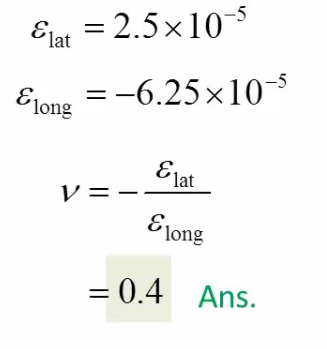 ε_lat = 2.5×10⁻⁵
ε_long = −6.25×10⁻⁵
ν = − ε_lat / ε_long
= 0.4 Ans.